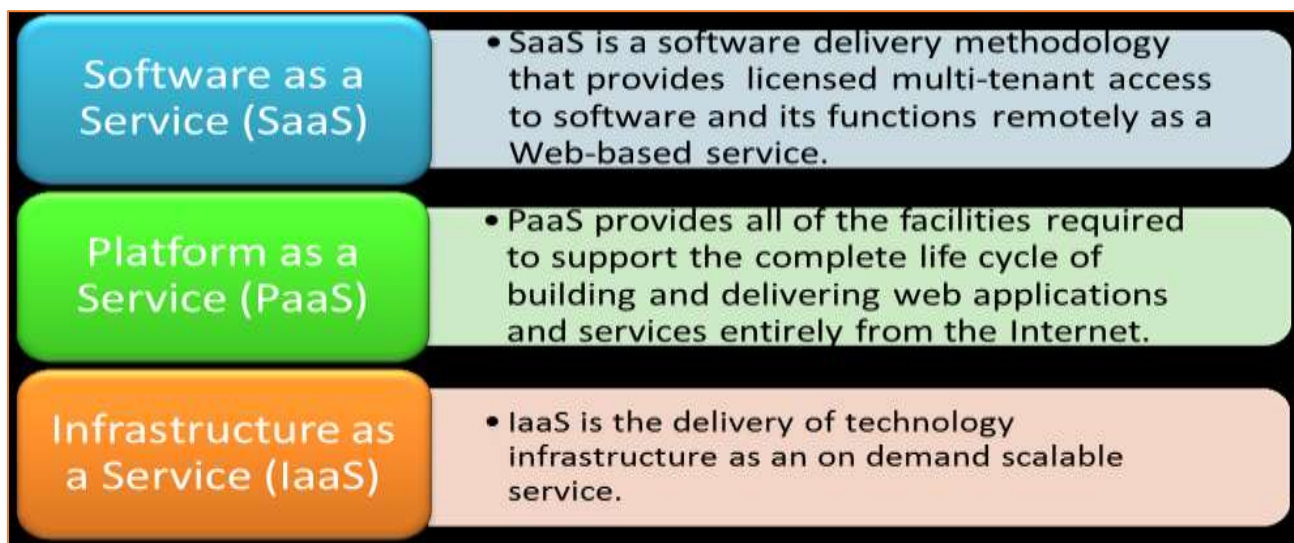 Software as a
Service (SaaS)
• SaaS is a software delivery methodology
that provides licensed multi-tenant access
to software and its functions remotely as a
Web-based service.
Platform as a
Service (PaaS)
• PaaS provides all of the facilities required
to support the complete life cycle of
building and delivering web applications
and services entirely from the Internet.
Infrastructure as
a Service (IaaS)
• IaaS is the delivery of technology
infrastructure as an on demand scalable
service.